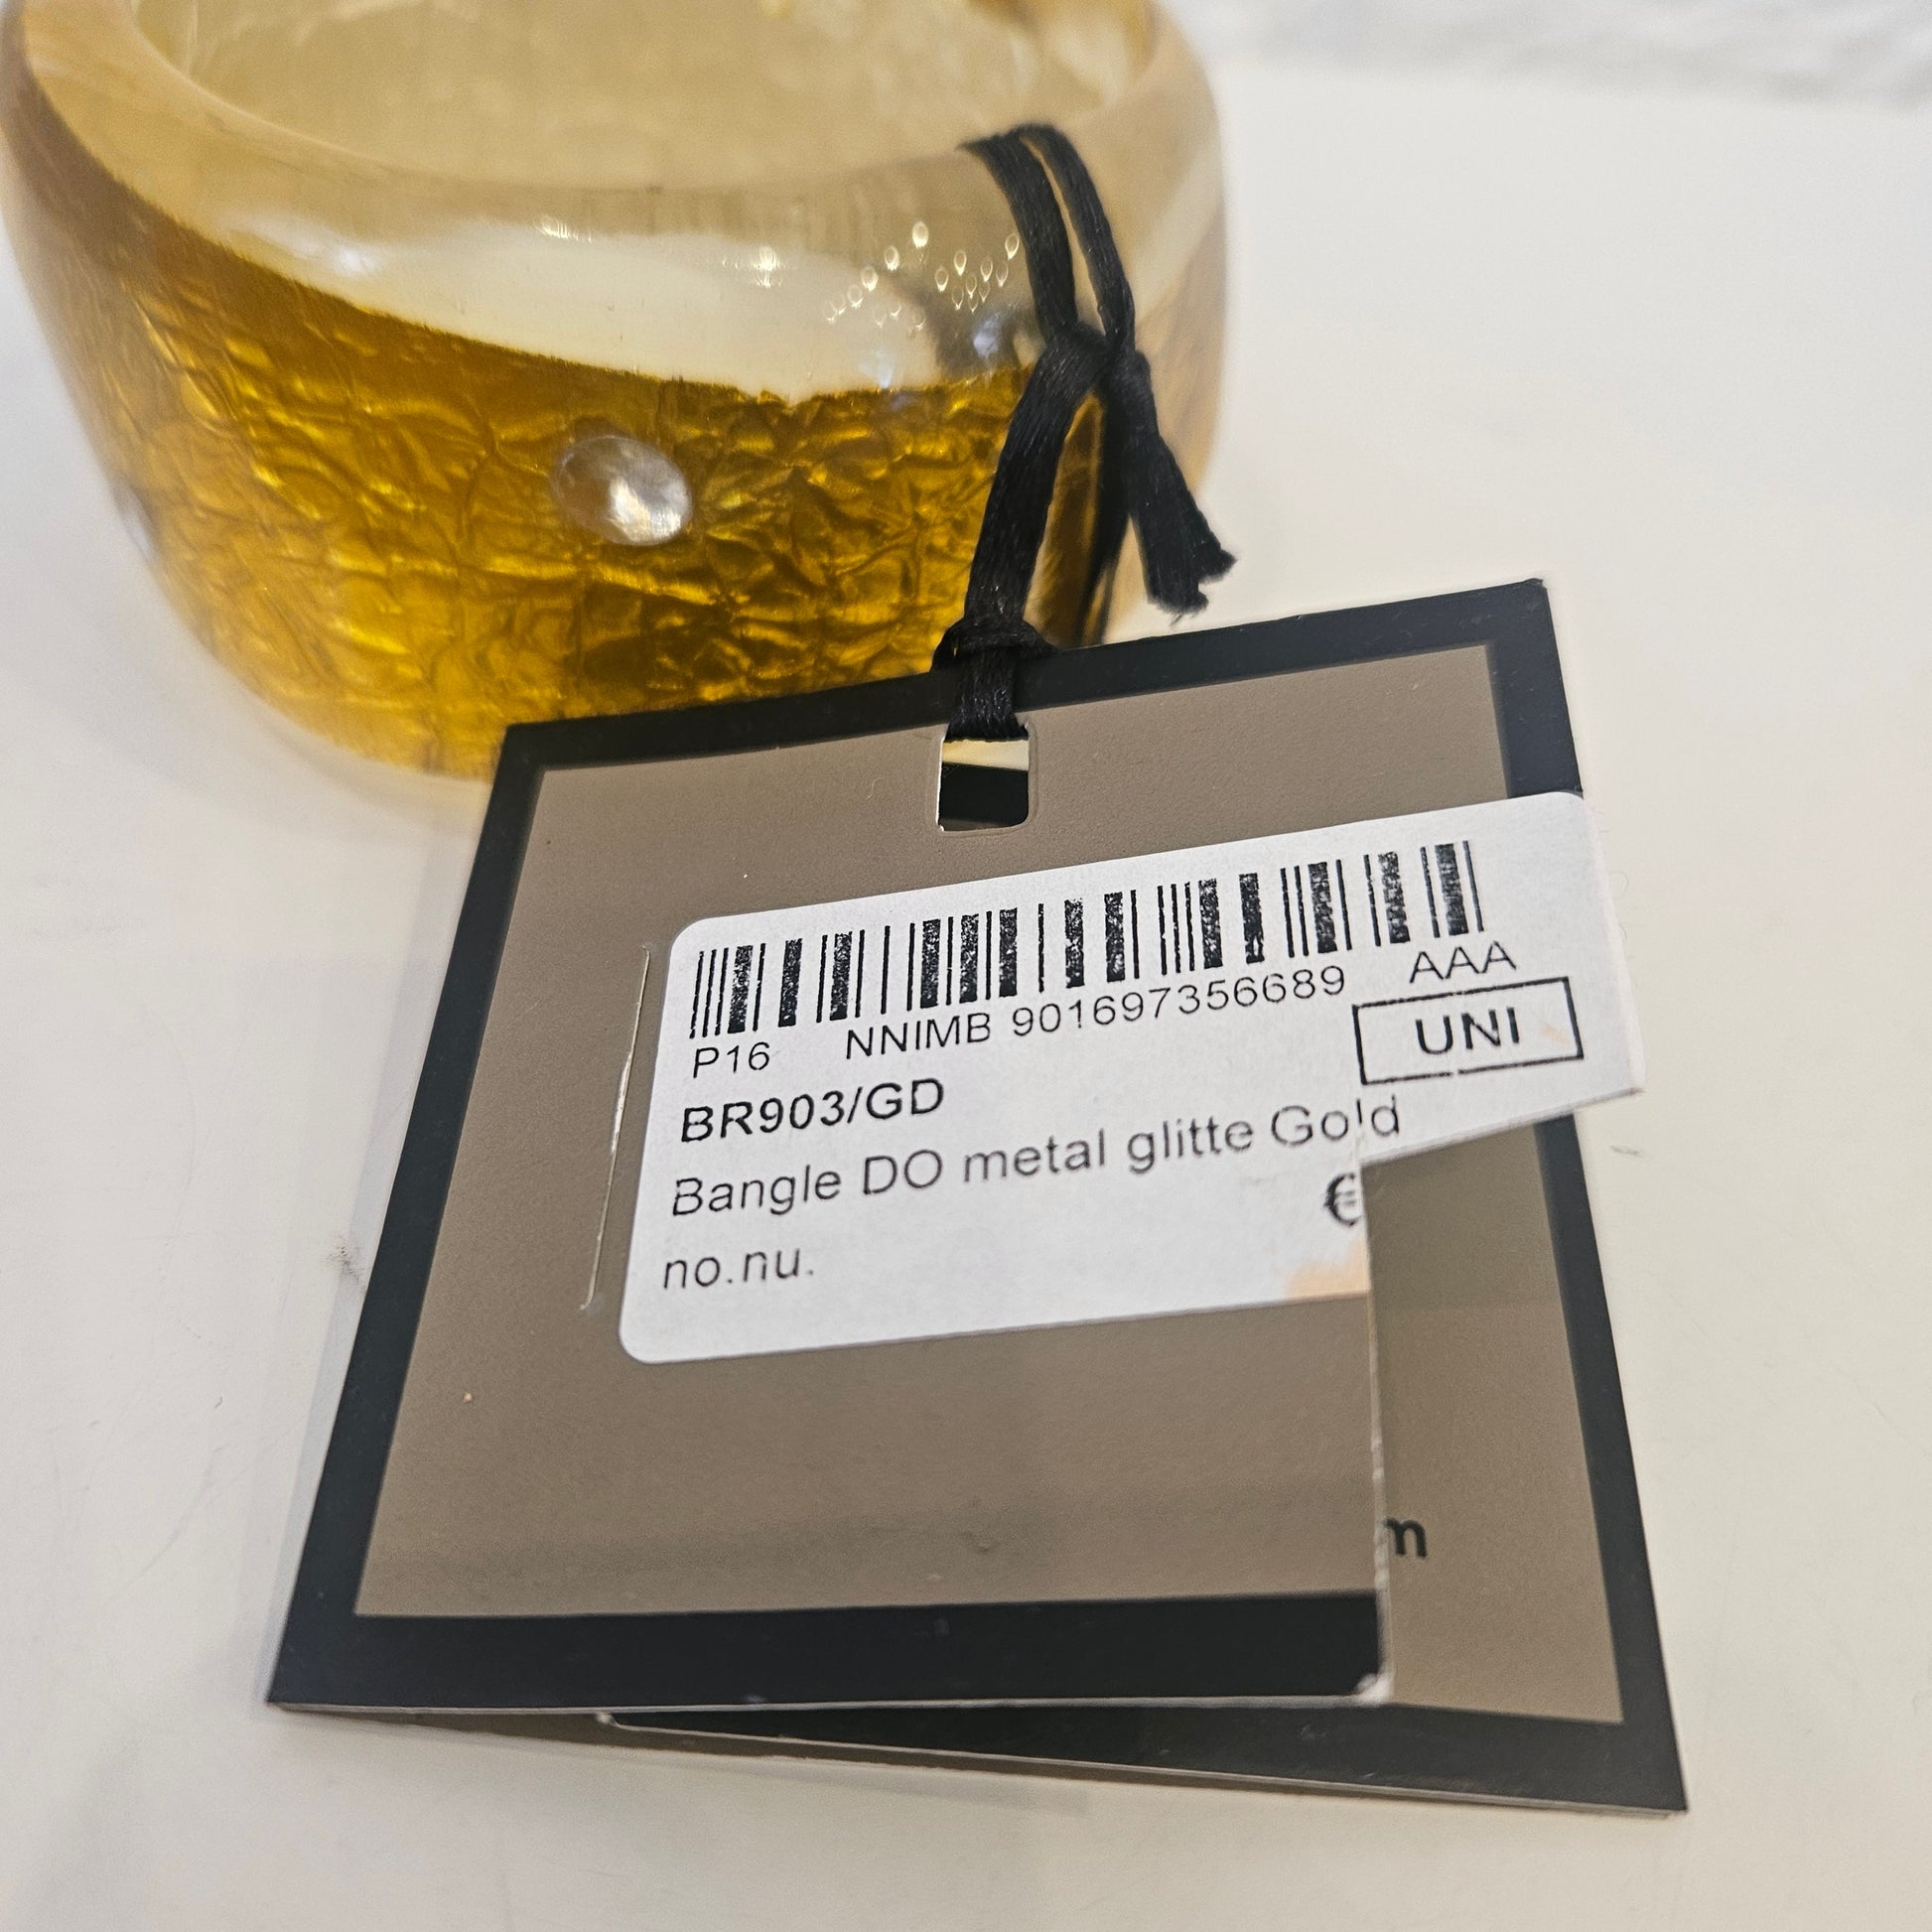 P16 NNIMB 901697356689 AAA
UNI
BR903/GD
Bangle DO metal glitte Gold
€
no.nu.
m